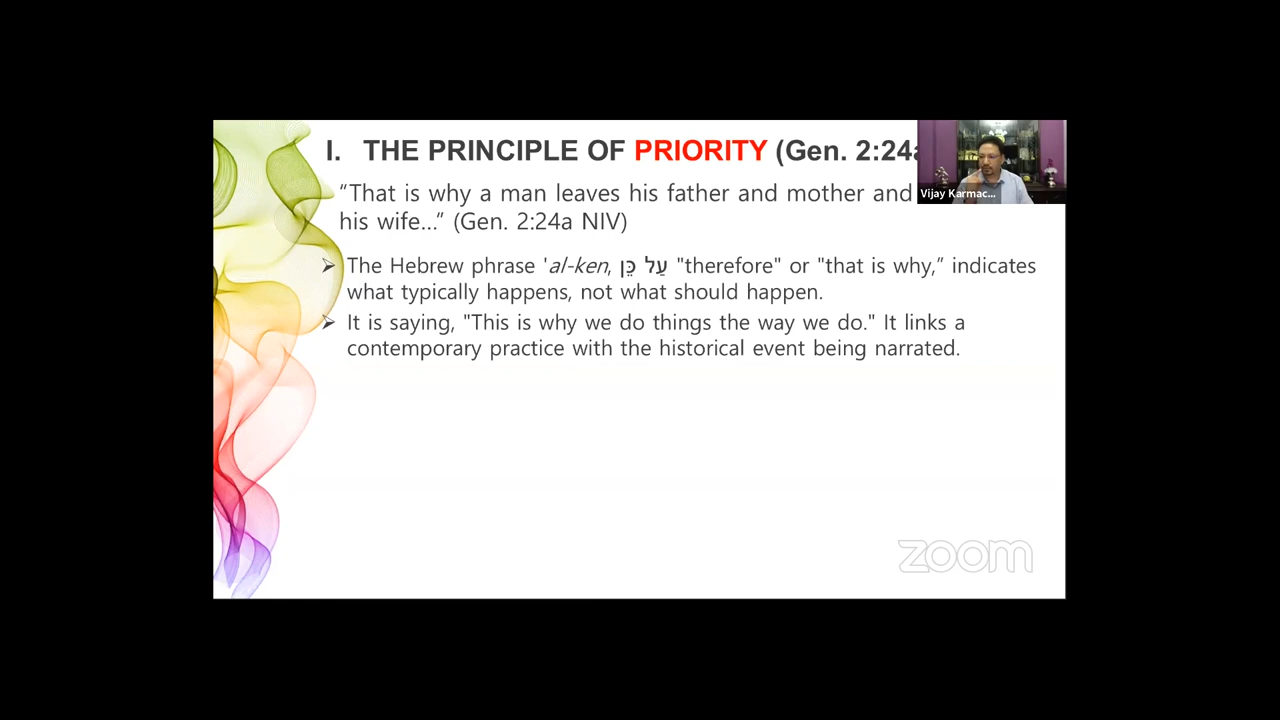 I. THE PRINCIPLE OF PRIORITY (Gen. 2:24a
“That is why a man leaves his father and mother and
his wife…” (Gen. 2:24a NIV)
➢ The Hebrew phrase 'al-ken, עַל כֵּן "therefore" or "that is why,” indicates
what typically happens, not what should happen.
➢ It is saying, "This is why we do things the way we do." It links a
contemporary practice with the historical event being narrated.
Vijay Karmac...
zoom